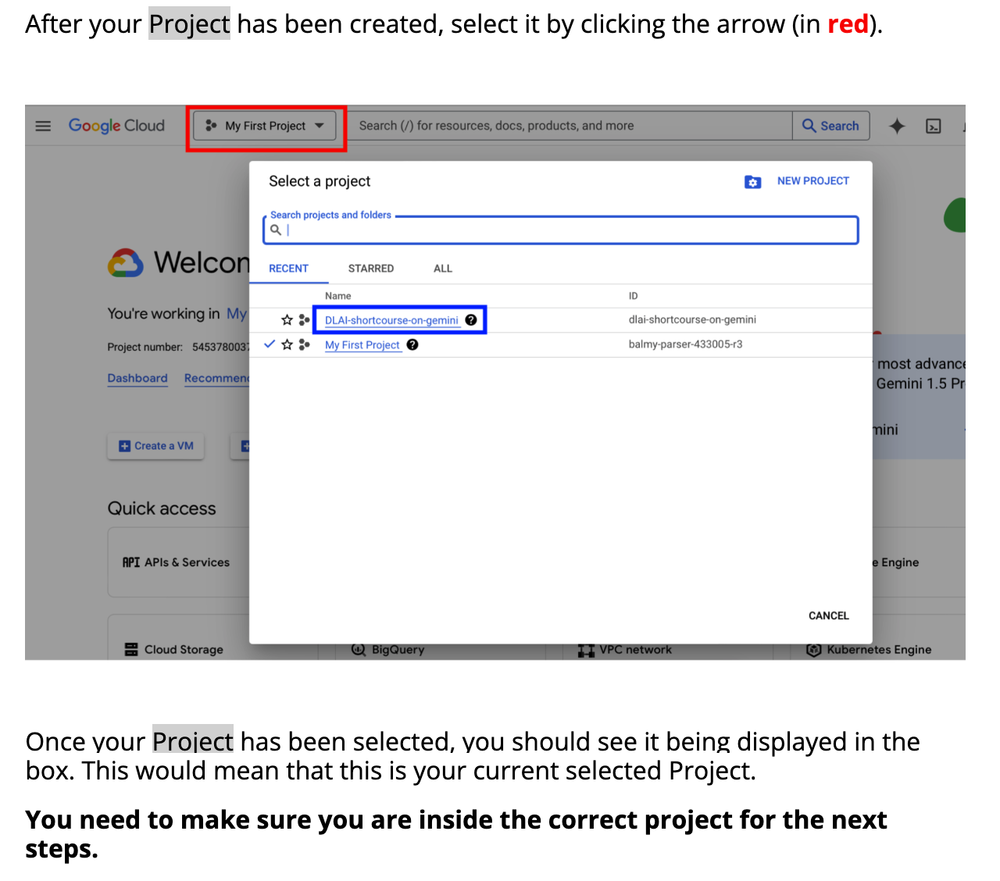 After your Project has been created, select it by clicking the arrow (in red).
Google Cloud My First Project Search (/) for resources, docs, products, and more Search
Select a project NEW PROJECT
Search projects and folders
Welcom
RECENT STARRED ALL
Name ID
You're working in My
DLAI-shortcourse-on-gemini dlai-shortcourse-on-gemini
Project number: 545378003
My First Project balmy-parser-433005-r3
most advance
Dashboard Recommen
Gemini 1.5 Pr
mini
Create a VM
Quick access
API APIs & Services
e Engine
CANCEL
Cloud Storage BigQuery VPC network Kubernetes Engine
Once your Project has been selected, you should see it being displayed in the
box. This would mean that this is your current selected Project.
You need to make sure you are inside the correct project for the next
steps.